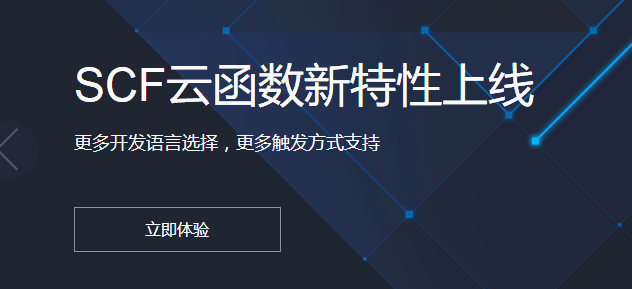 SCF云函数新特性上线
更多开发语言选择，更多触发方式支持
立即体验